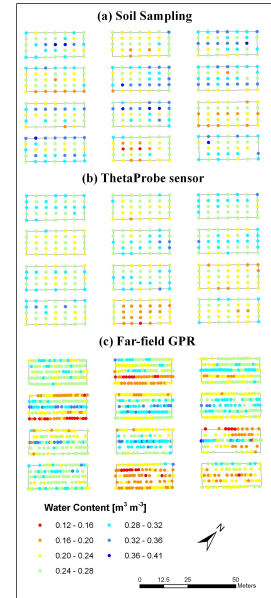 (a) Soil Sampling
(b) ThetaProbe sensor
(c) Far-field GPR
Water Content [m³ m⁻³]
0.12 - 0.16
0.16 - 0.20
0.20 - 0.24
0.24 - 0.28
0.28 - 0.32
0.32 - 0.36
0.36 - 0.41
N
0 12.5 25 50
Meters